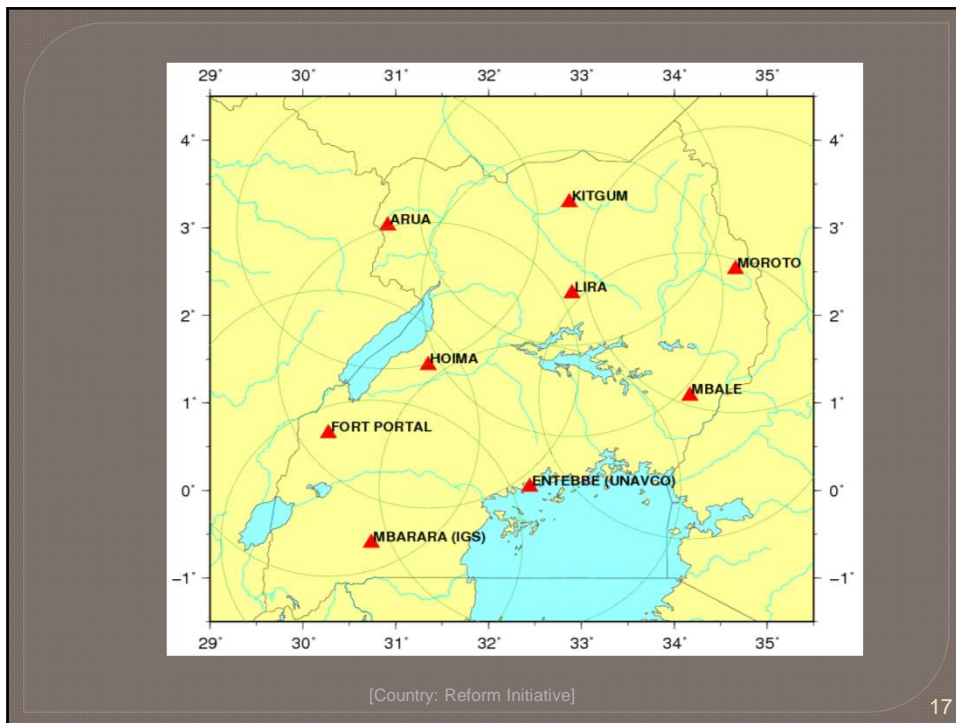 29° 30° 31° 32° 33° 34° 35°
4° 4°
KITGUM
ARUA
3° 3°
MOROTO
LIRA
2° 2°
HOIMA
MBALE
1° 1°
FORT PORTAL
ENTEBBE (UNAVCO)
0° 0°
MBARARA (IGS)
−1° −1°
29° 30° 31° 32° 33° 34° 35°
[Country: Reform Initiative]
17